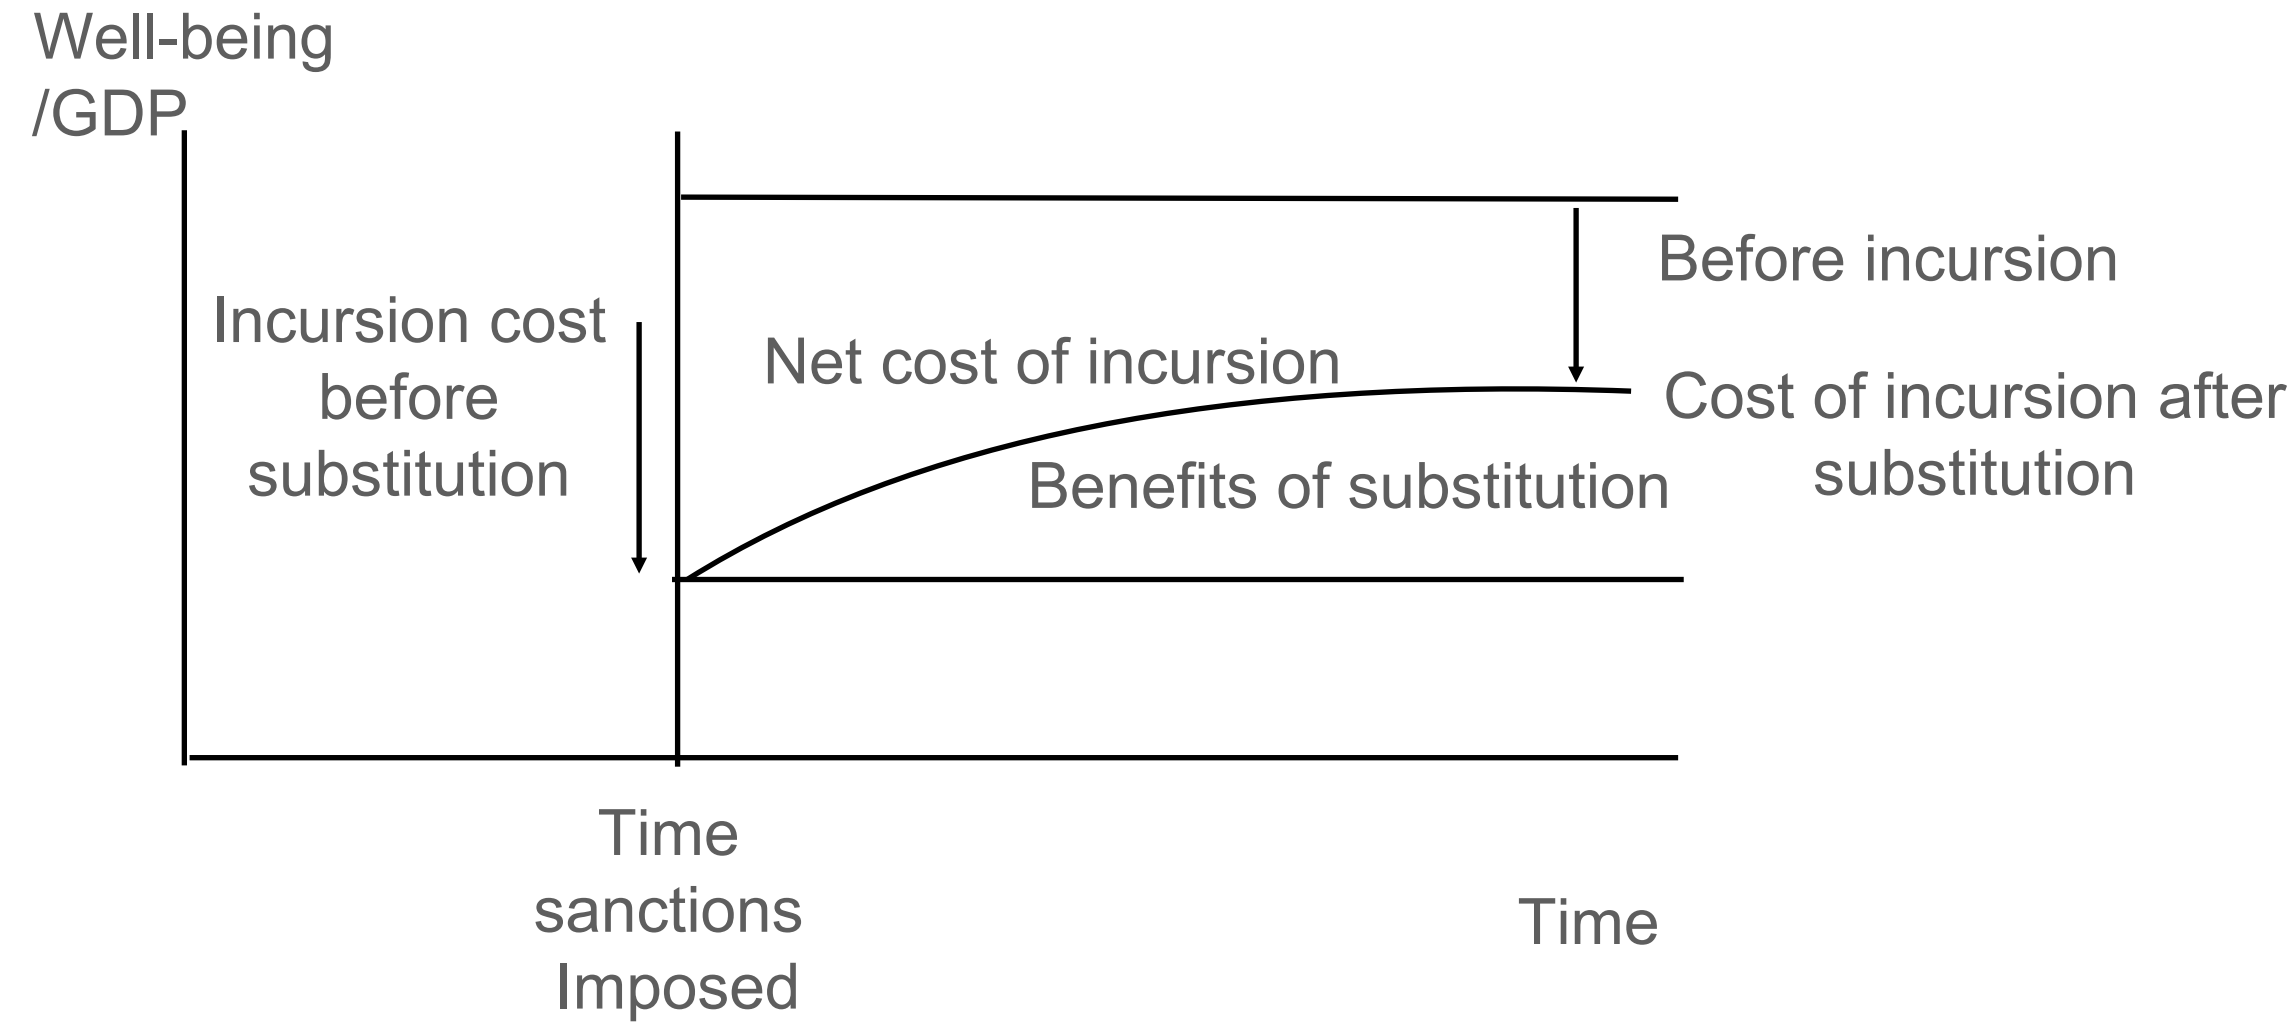 Well-being
/GDP
Before incursion
Incursion cost
before
substitution
Net cost of incursion
Cost of incursion after
substitution
Benefits of substitution
Time
sanctions
Imposed
Time